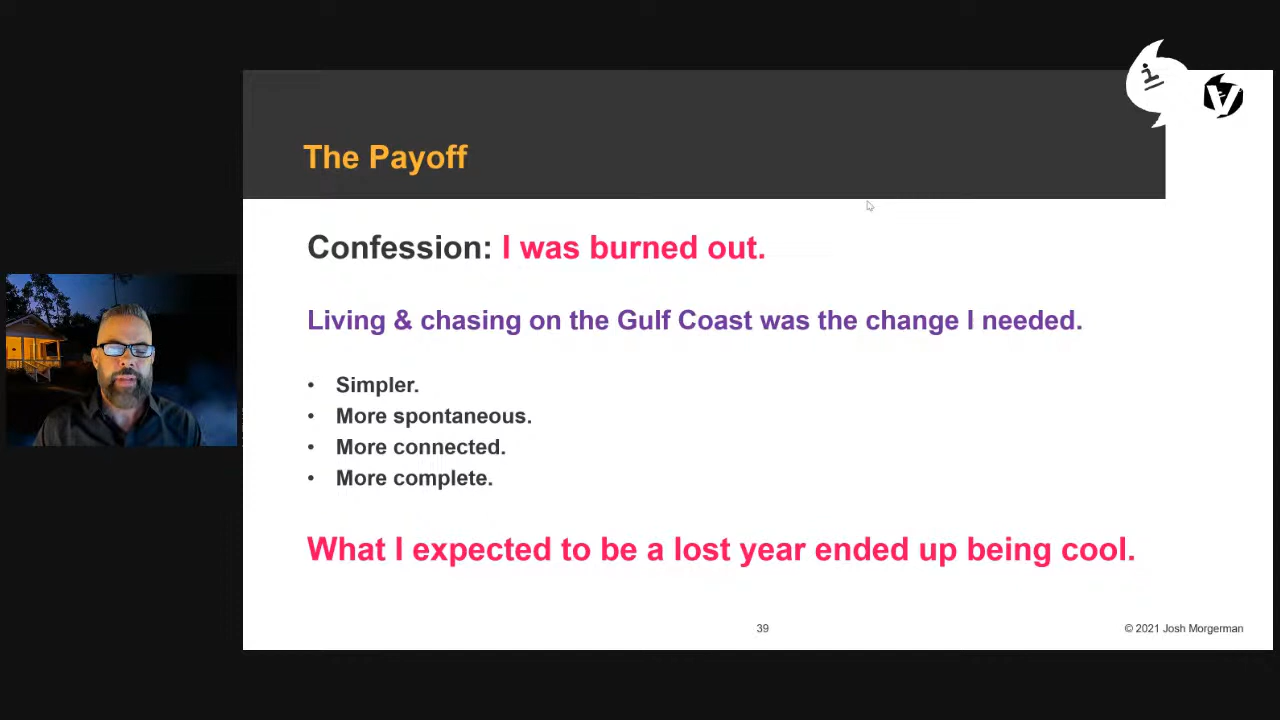 The Payoff
Confession: I was burned out.
Living & chasing on the Gulf Coast was the change I needed.
• Simpler.
• More spontaneous.
• More connected.
• More complete.
What I expected to be a lost year ended up being cool.
39
© 2021 Josh Morgerman